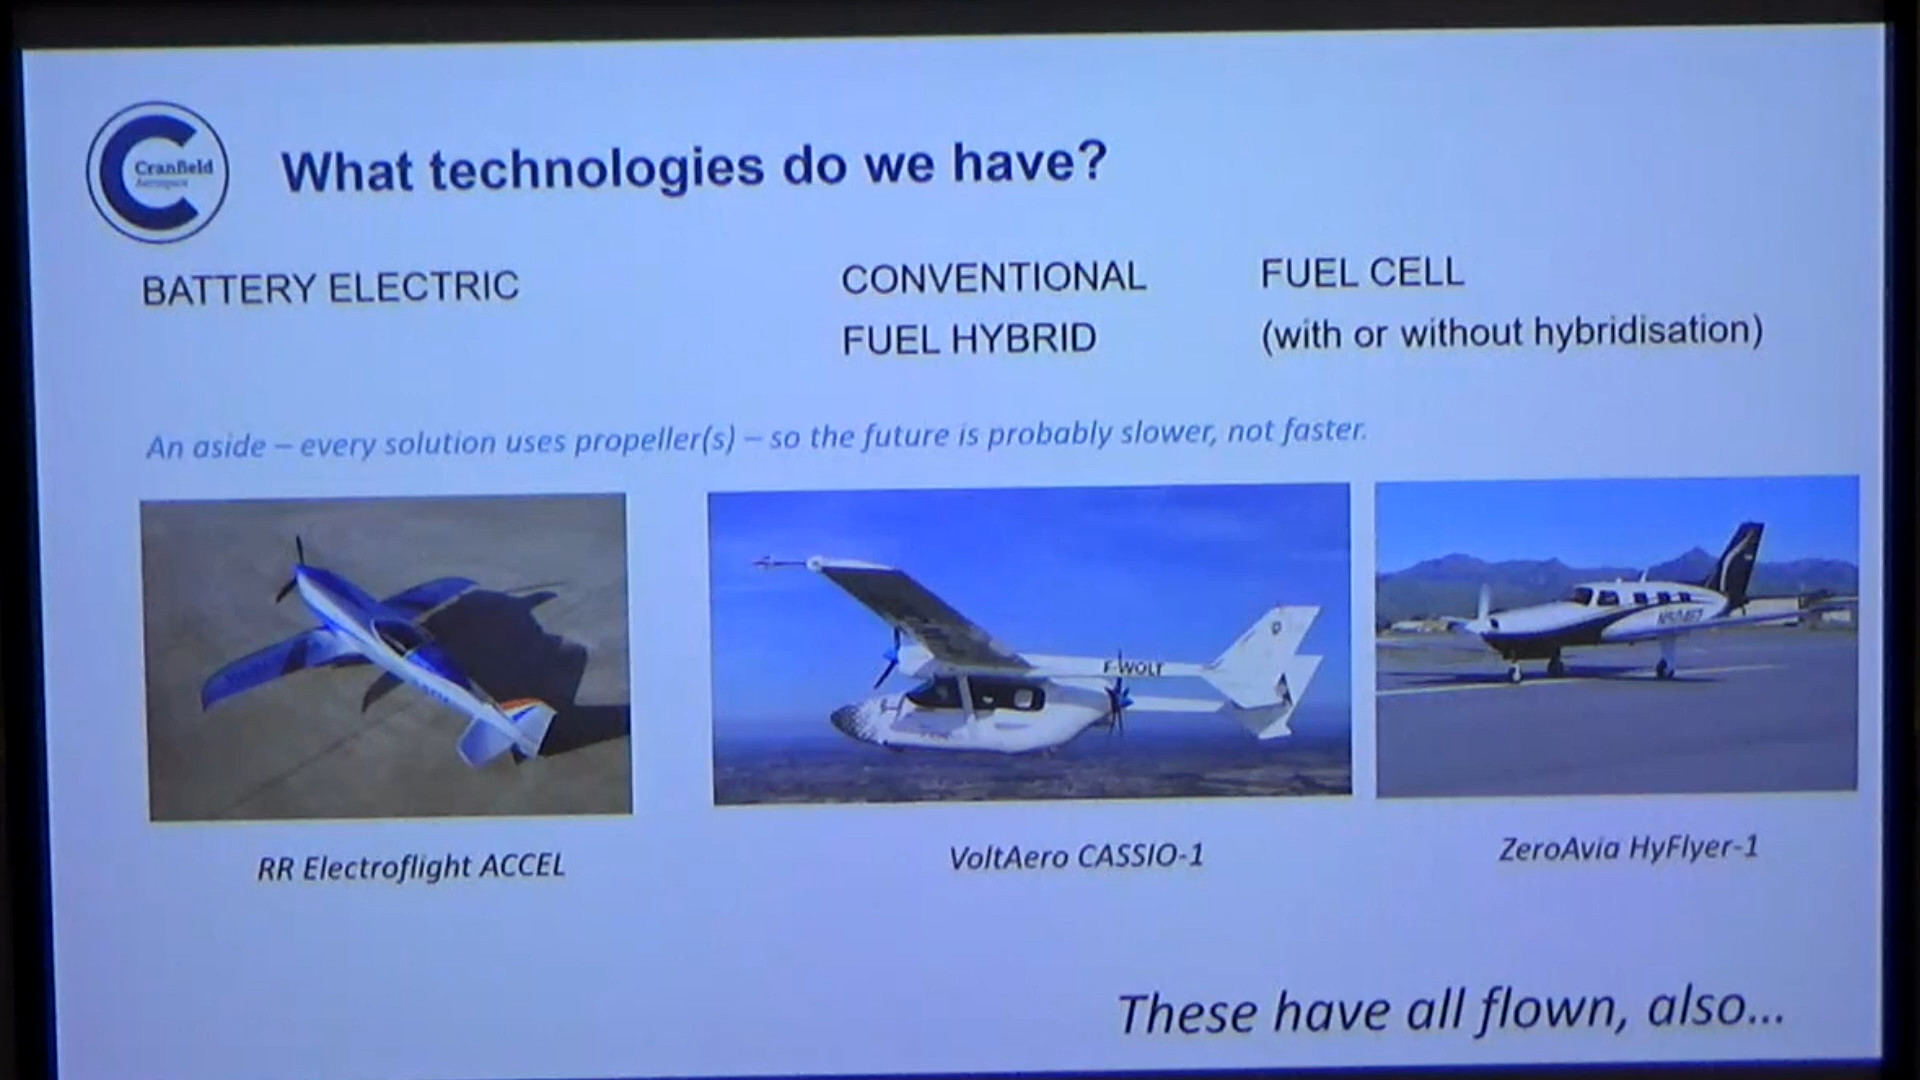 Cranfield
Aerospace
What technologies do we have?
BATTERY ELECTRIC
CONVENTIONAL
FUEL HYBRID
FUEL CELL
(with or without hybridisation)
An aside – every solution uses propeller(s) – so the future is probably slower, not faster.
F-WOLT
RR Electroflight ACCEL
VoltAero CASSIO-1
ZeroAvia HyFlyer-1
These have all flown, also...